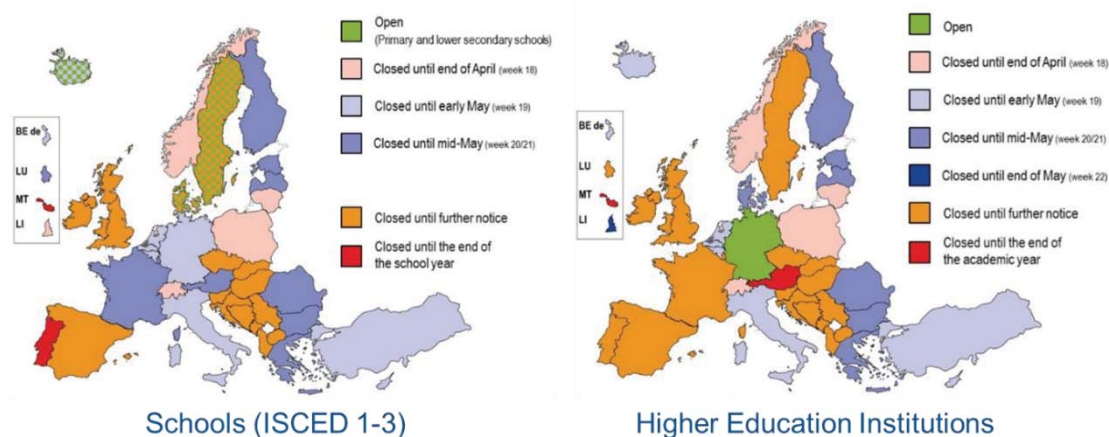 Open
(Primary and lower secondary schools)
Closed until end of April (week 18)
Closed until early May (week 19)
Closed until mid-May (week 20/21)
Closed until further notice
Closed until the end of
the school year
BE de
LU
MT
LI
Schools (ISCED 1-3)
Open
Closed until end of April (week 18)
Closed until early May (week 19)
Closed until mid-May (week 20/21)
Closed until end of May (week 22)
Closed until further notice
Closed until the end of
the academic year
BE de
LU
MT
LI
Higher Education Institutions